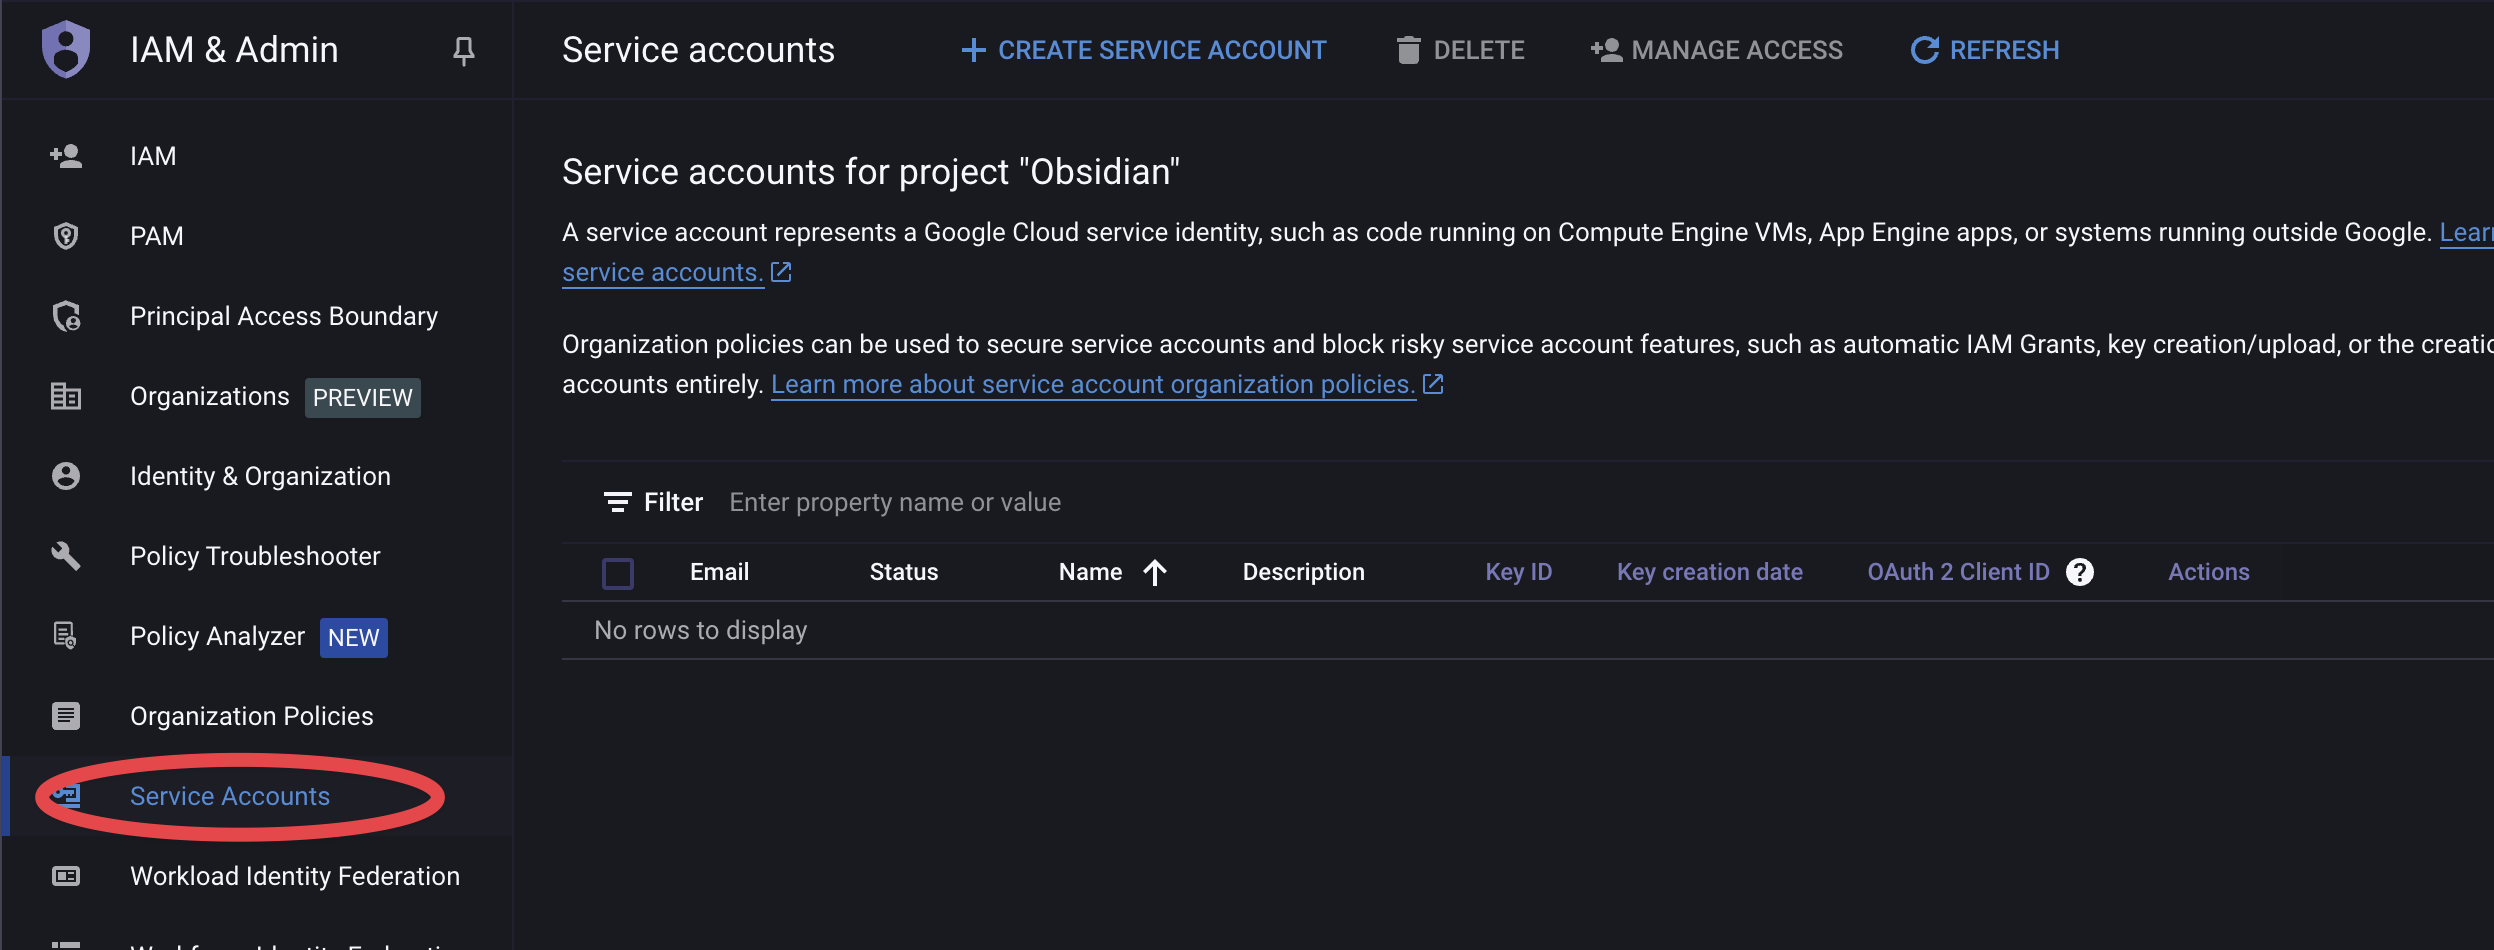 IAM & Admin
IAM
PAM
Principal Access Boundary
Organizations PREVIEW
Identity & Organization
Policy Troubleshooter
Policy Analyzer NEW
Organization Policies
Service Accounts
Workload Identity Federation
Service accounts
CREATE SERVICE ACCOUNT
DELETE
MANAGE ACCESS
REFRESH
Service accounts for project "Obsidian"
A service account represents a Google Cloud service identity, such as code running on Compute Engine VMs, App Engine apps, or systems running outside Google.
service accounts.
Organization policies can be used to secure service accounts and block risky service account features, such as automatic IAM Grants, key creation/upload, or the
accounts entirely. Learn more about service account organization policies.
Filter Enter property name or value
Email Status Name Description Key ID Key creation date OAuth 2 Client ID ? Actions
No rows to display